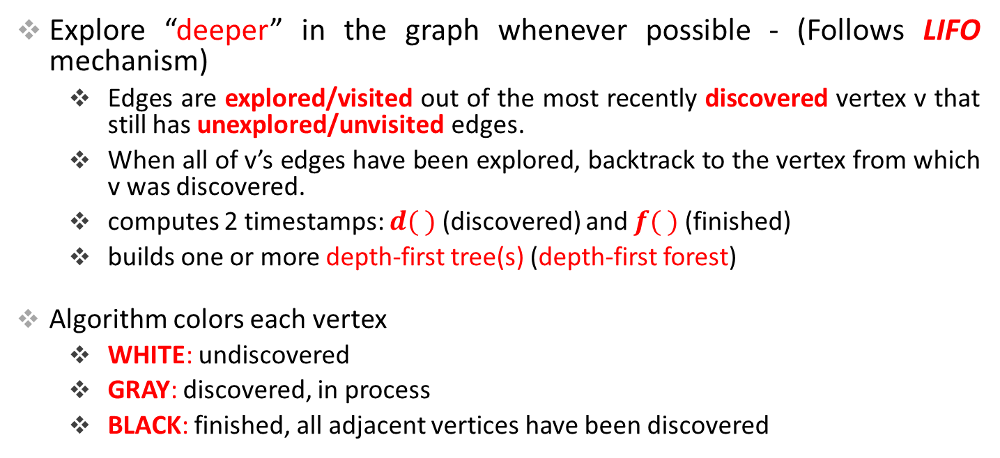 ❖ Explore “deeper” in the graph whenever possible - (Follows LIFO
mechanism)
❖ Edges are explored/visited out of the most recently discovered vertex v that
still has unexplored/unvisited edges.
❖ When all of v’s edges have been explored, backtrack to the vertex from which
v was discovered.
❖ computes 2 timestamps: d( ) (discovered) and f( ) (finished)
❖ builds one or more depth-first tree(s) (depth-first forest)
❖ Algorithm colors each vertex
❖ WHITE: undiscovered
❖ GRAY: discovered, in process
❖ BLACK: finished, all adjacent vertices have been discovered